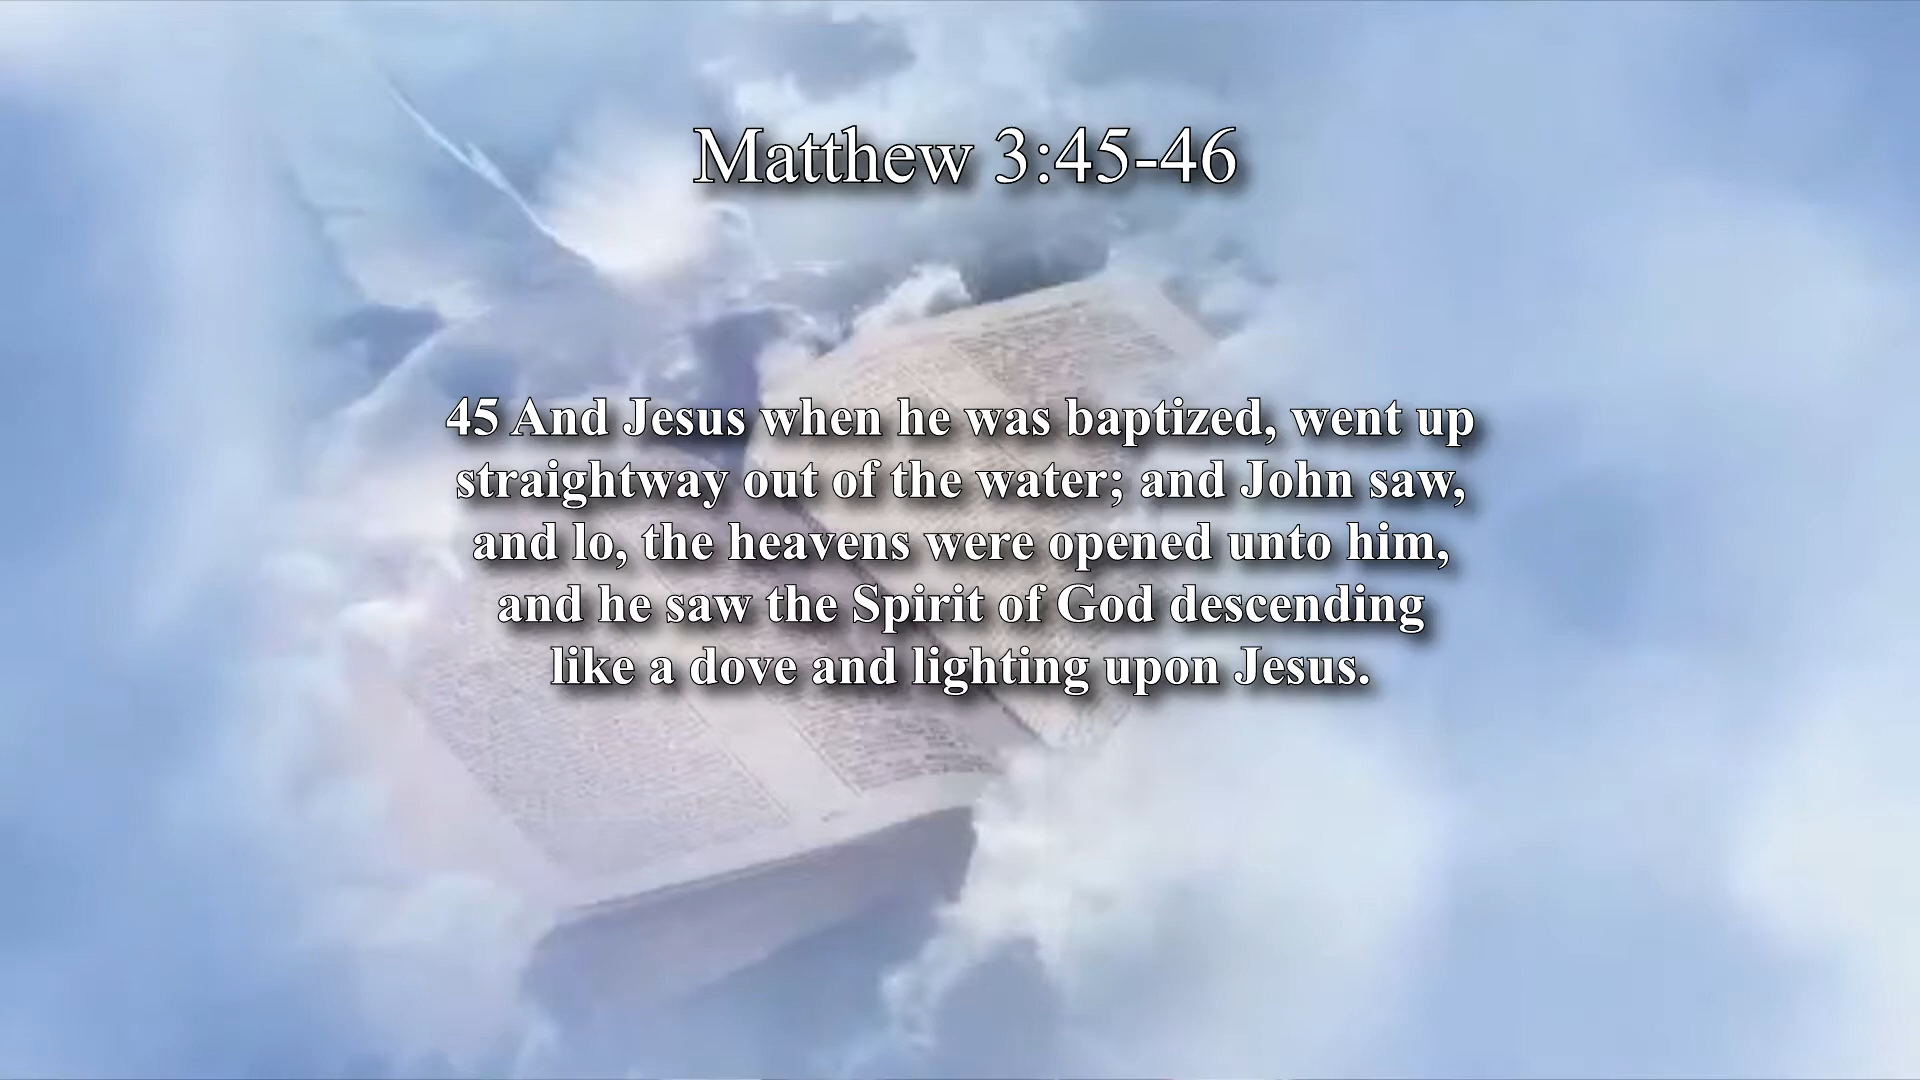 Matthew 3:45-46
45 And Jesus when he was baptized, went up
straightway out of the water; and John saw,
and lo, the heavens were opened unto him,
and he saw the Spirit of God descending
like a dove and lighting upon Jesus.